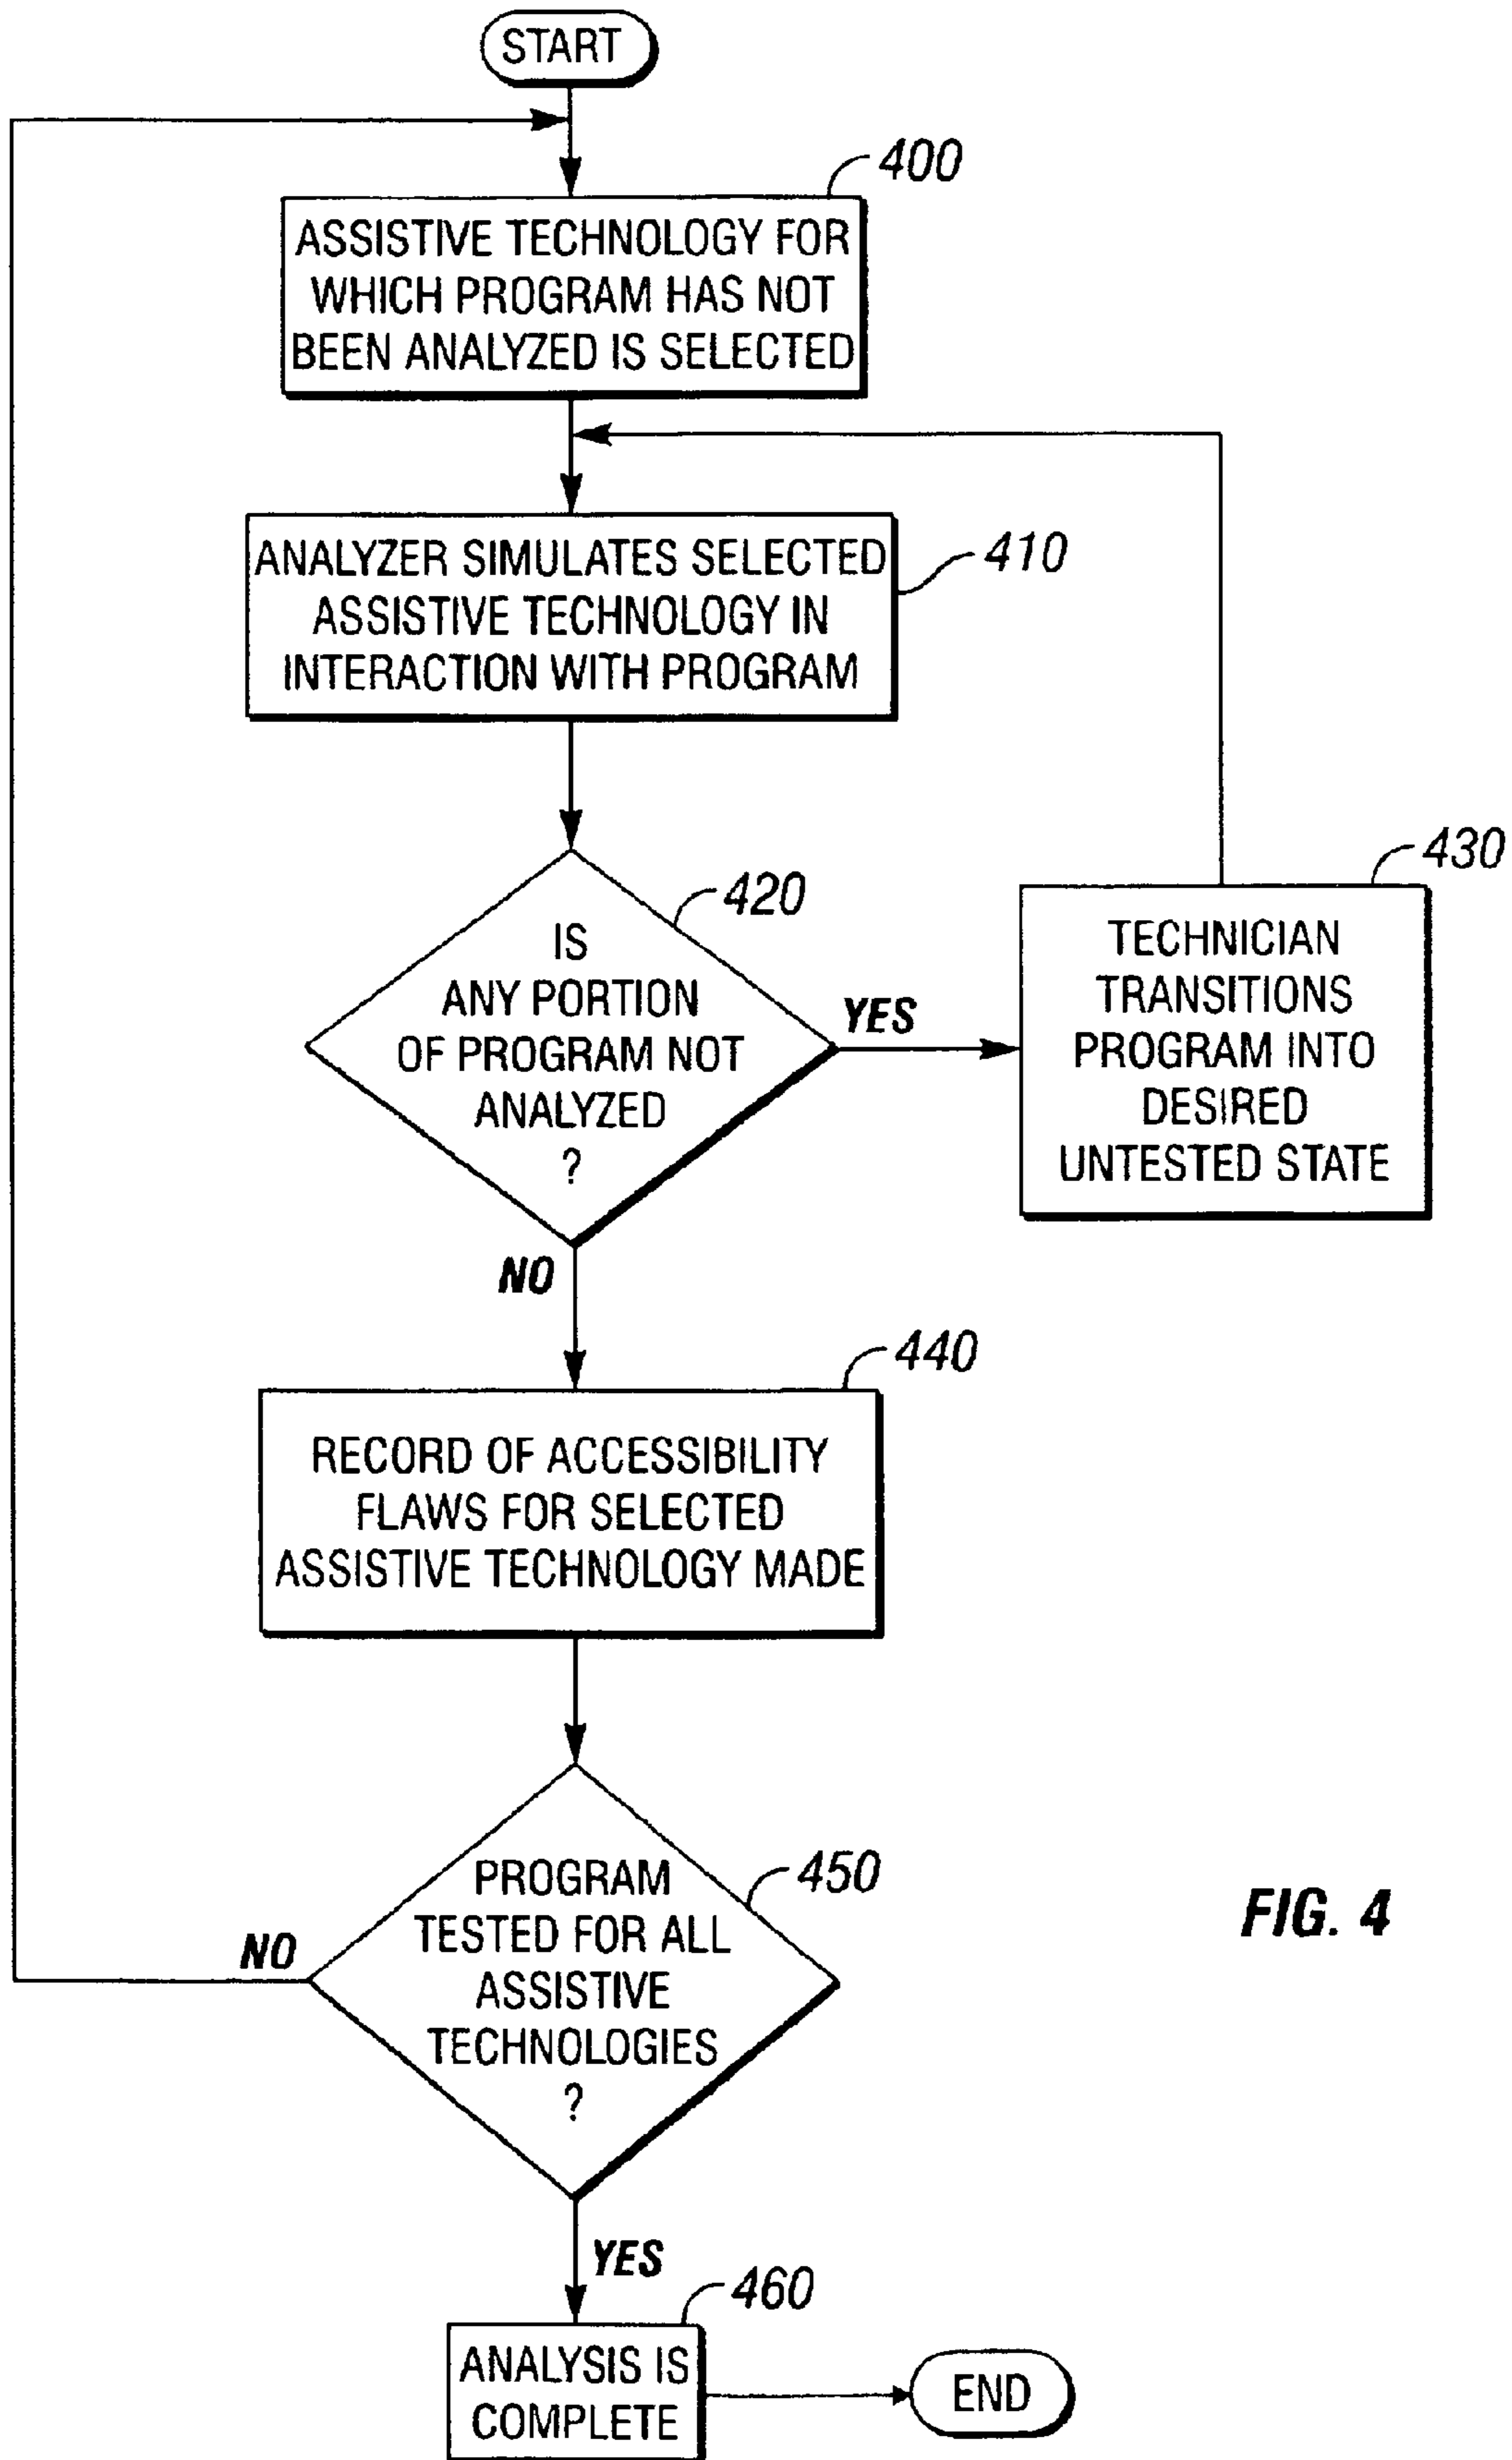 START
400
ASSISTIVE TECHNOLOGY FOR
WHICH PROGRAM HAS NOT
BEEN ANALYZED IS SELECTED
ANALYZER SIMULATES SELECTED
ASSISTIVE TECHNOLOGY IN
INTERACTION WITH PROGRAM
410
420
IS
ANY PORTION
OF PROGRAM NOT
ANALYZED
?
YES
430
TECHNICIAN
TRANSITIONS
PROGRAM INTO
DESIRED
UNTESTED STATE
NO
440
RECORD OF ACCESSIBILITY
FLAWS FOR SELECTED
ASSISTIVE TECHNOLOGY MADE
450
PROGRAM
TESTED FOR ALL
ASSISTIVE
TECHNOLOGIES
?
NO
YES
460
ANALYSIS IS
COMPLETE
END
FIG. 4